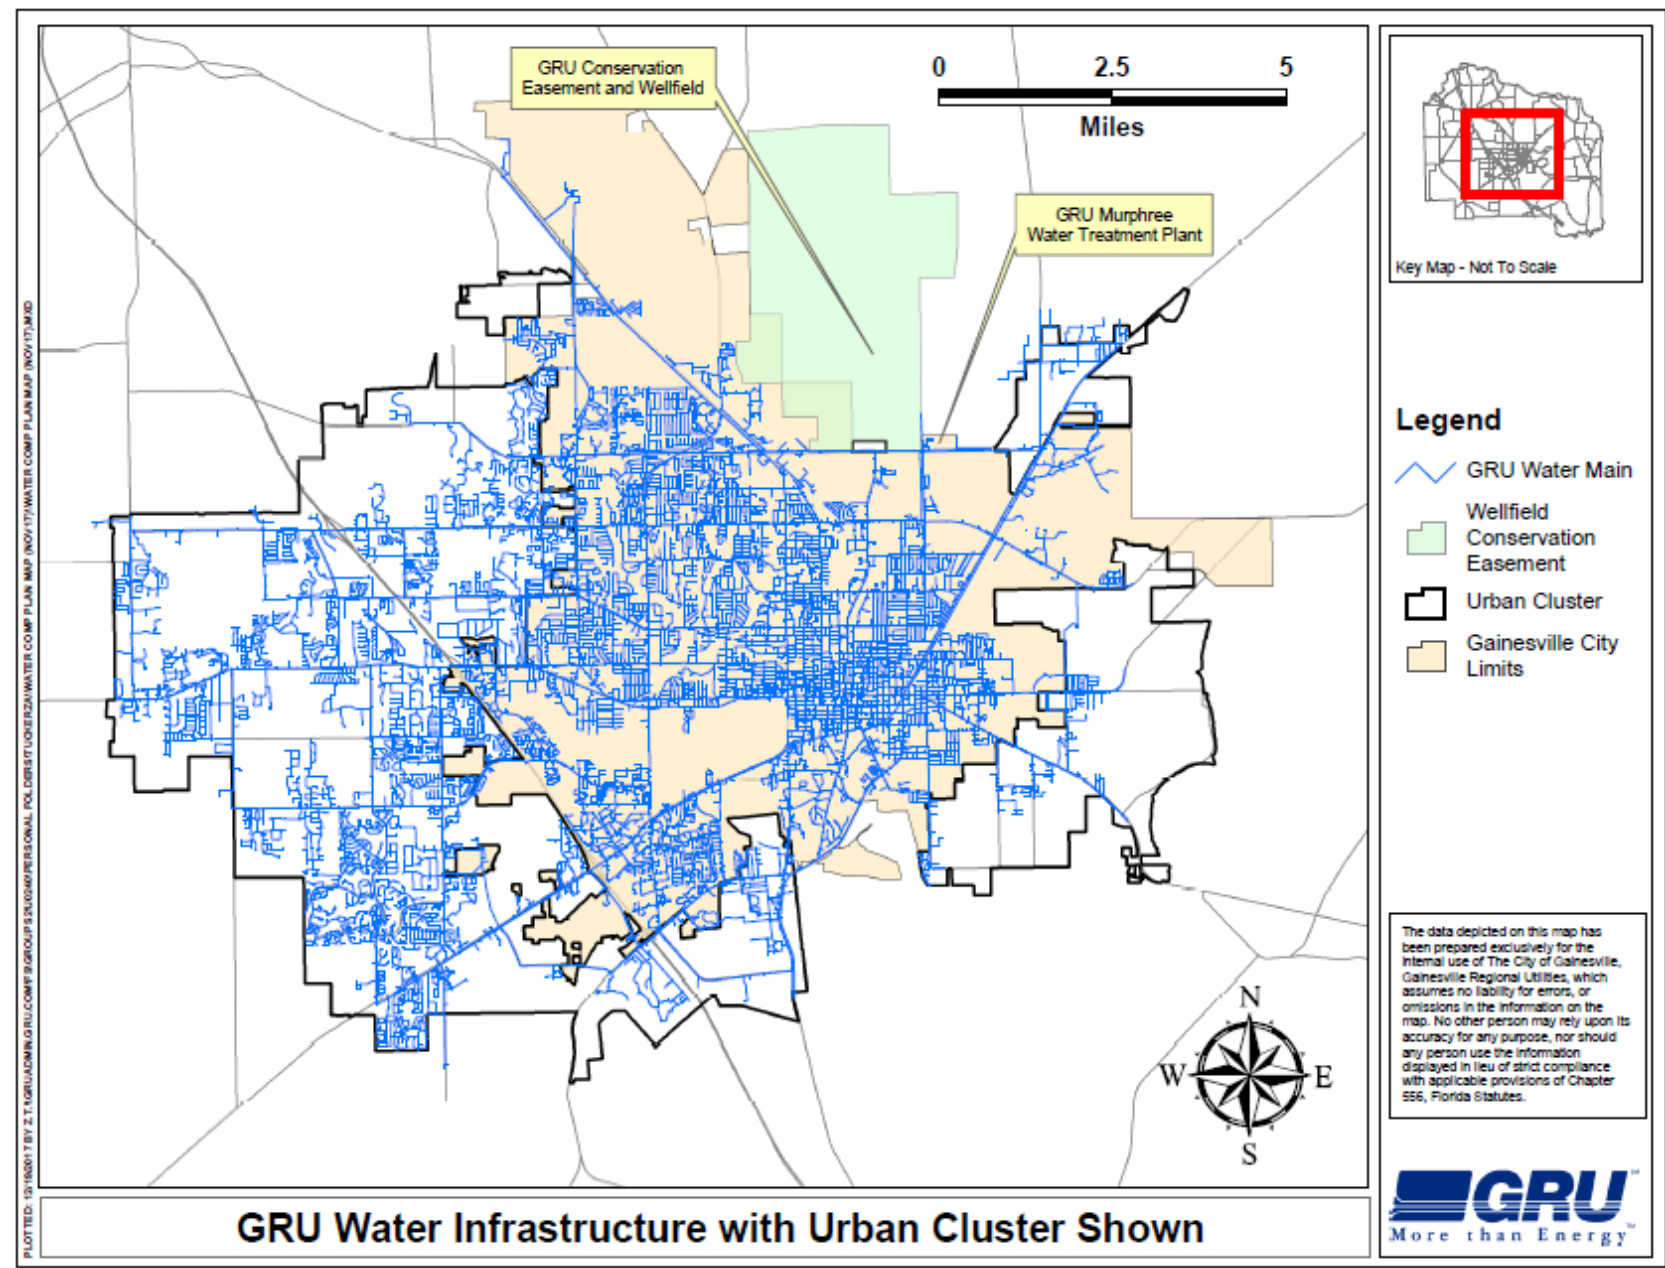 GRU Conservation
Easement and Wellfield
0 2.5 5
Miles
GRU Murphree
Water Treatment Plant
Key Map - Not To Scale
Legend
GRU Water Main
Wellfield
Conservation
Easement
Urban Cluster
Gainesville City
Limits
The data depicted on this map has
been prepared exclusively for the
internal use of The City of Gainesville,
Gainesville Regional Utilities, which
assumes no liability for errors, or
omissions in the information on the
map. No other person may rely upon its
accuracy for any purpose, nor should
any person use the information
displayed in lieu of strict compliance
with applicable provisions of Chapter
556, Florida Statutes.
N
W E
S
GRU
More than Energy
GRU Water Infrastructure with Urban Cluster Shown